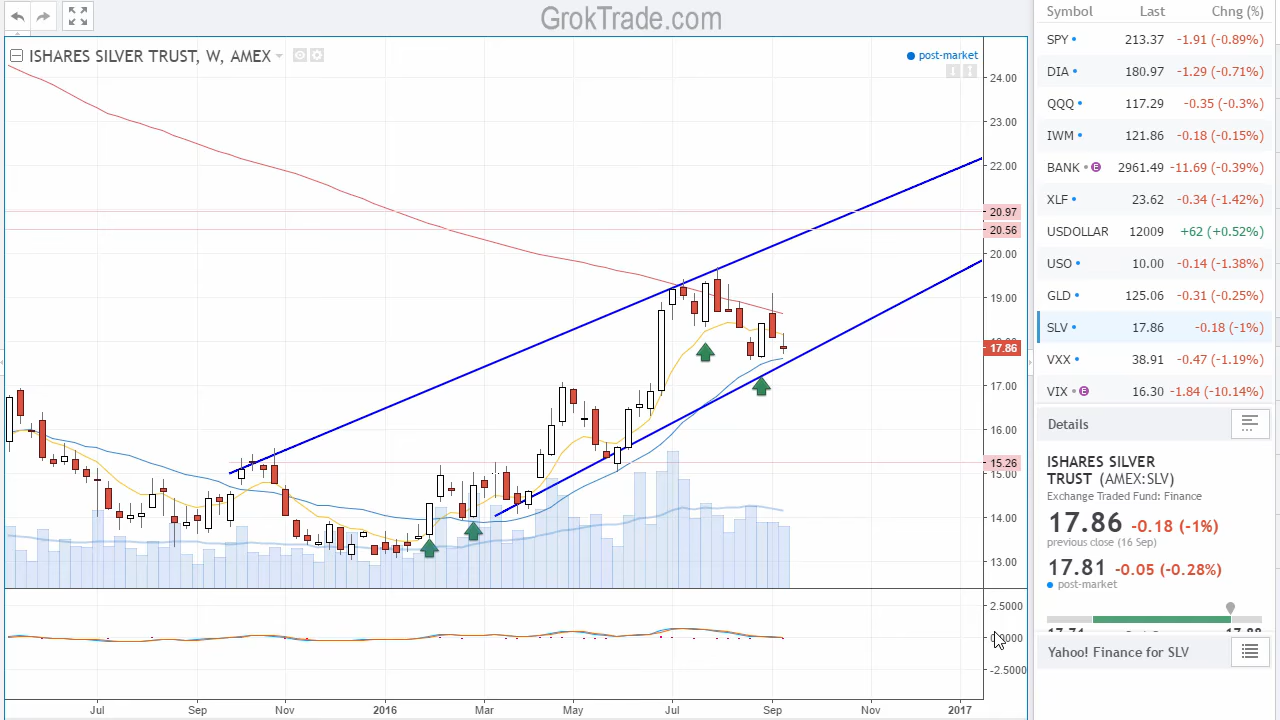 GrokTrade.com
ISHARES SILVER TRUST, W, AMEX
post-market
24.00
23.00
22.00
20.97
20.56
20.00
19.00
17.86
17.00
16.00
15.26
15.00
14.00
13.00
2.5000
-2.5000
Jul
Sep
Nov
2016
Mar
May
Jul
Sep
Nov
2017
Symbol Last Chng (%)
SPY 213.37 -1.91 (-0.89%)
DIA 180.97 -1.29 (-0.71%)
QQQ 117.29 -0.35 (-0.3%)
IWM 121.86 -0.18 (-0.15%)
BANK E 2961.49 -11.69 (-0.39%)
XLF 23.62 -0.34 (-1.42%)
USDOLLAR 12009 +62 (+0.52%)
USO 10.00 -0.14 (-1.38%)
GLD 125.06 -0.31 (-0.25%)
SLV 17.86 -0.18 (-1%)
VXX 38.91 -0.47 (-1.19%)
VIX E 16.30 -1.84 (-10.14%)
Details
ISHARES SILVER
TRUST (AMEX:SLV)
Exchange Traded Fund: Finance
17.86 -0.18 (-1%)
previous close (16 Sep)
17.81 -0.05 (-0.28%)
post-market
Yahoo! Finance for SLV